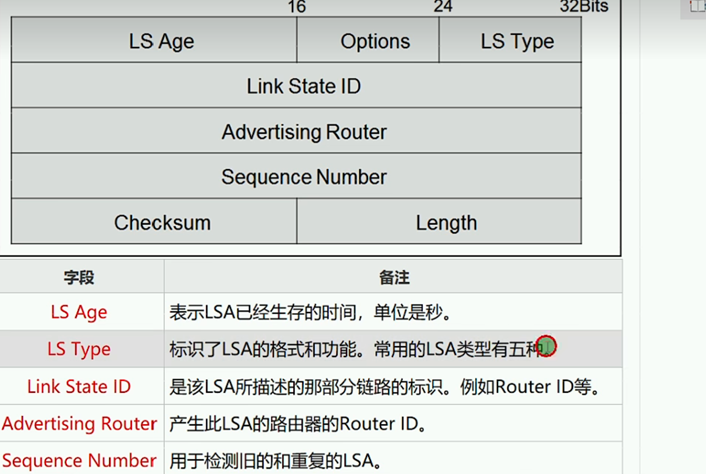 16 24 32Bits
LS Age Options LS Type
Link State ID
Advertising Router
Sequence Number
Checksum Length
字段 备注
LS Age 表示LSA已经生存的时间，单位是秒。
LS Type 标识了LSA的格式和功能。常用的LSA类型有五种。
Link State ID 是该LSA所描述的那部分链路的标识。例如Router ID等。
Advertising Router 产生此LSA的路由器的Router ID。
Sequence Number 用于检测旧的和重复的LSA。